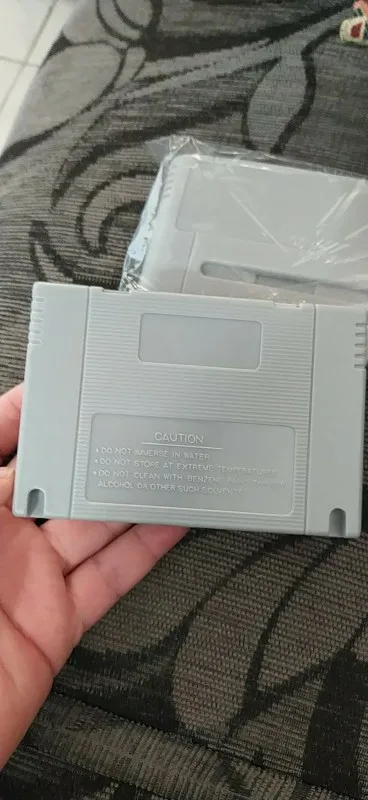 CAUTION
• DO NOT IMMERSE IN WATER
• DO NOT STORE AT EXTREME TEMPERATURES
• DO NOT CLEAN WITH BENZENE
ALCOHOL OR OTHER SUCH SOLVENTS